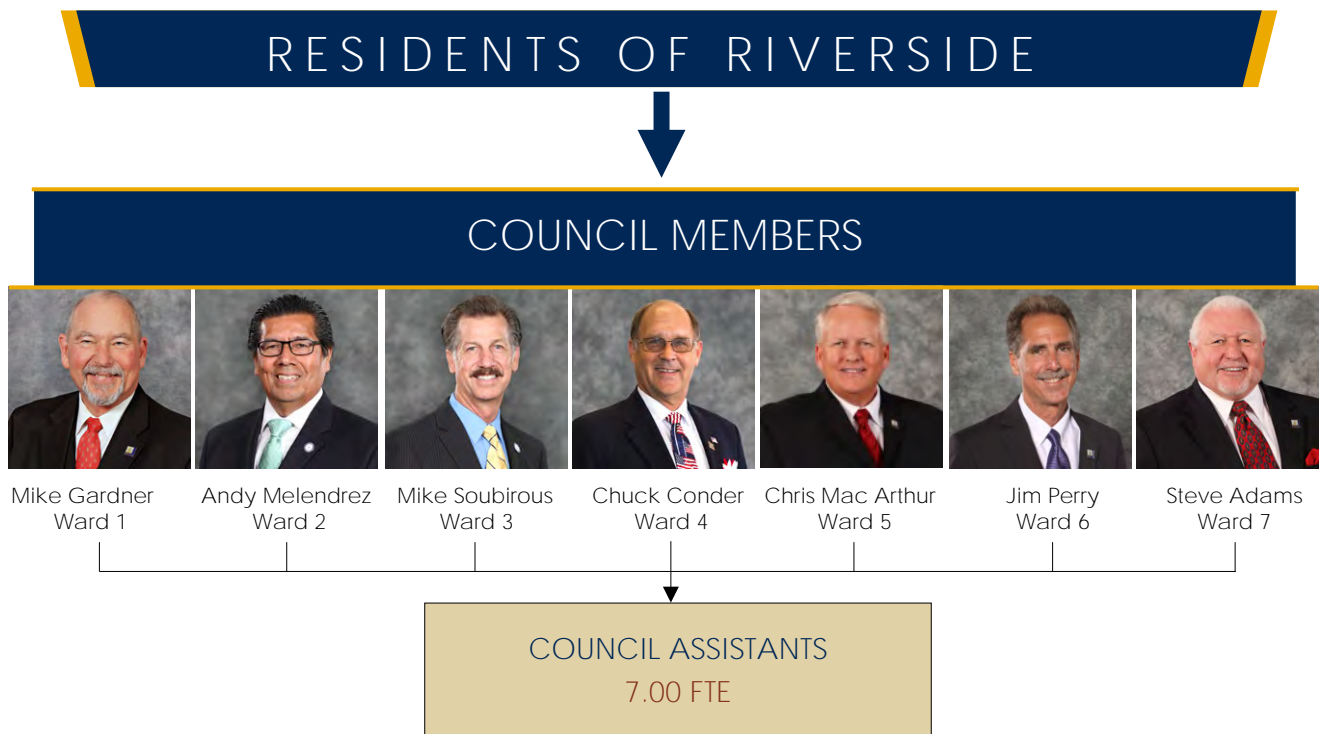 RESIDENTS OF RIVERSIDE
COUNCIL MEMBERS
Mike Gardner
Ward 1
Andy Melendrez
Ward 2
Mike Soubirous
Ward 3
Chuck Conder
Ward 4
Chris Mac Arthur
Ward 5
Jim Perry
Ward 6
Steve Adams
Ward 7
COUNCIL ASSISTANTS
7.00 FTE